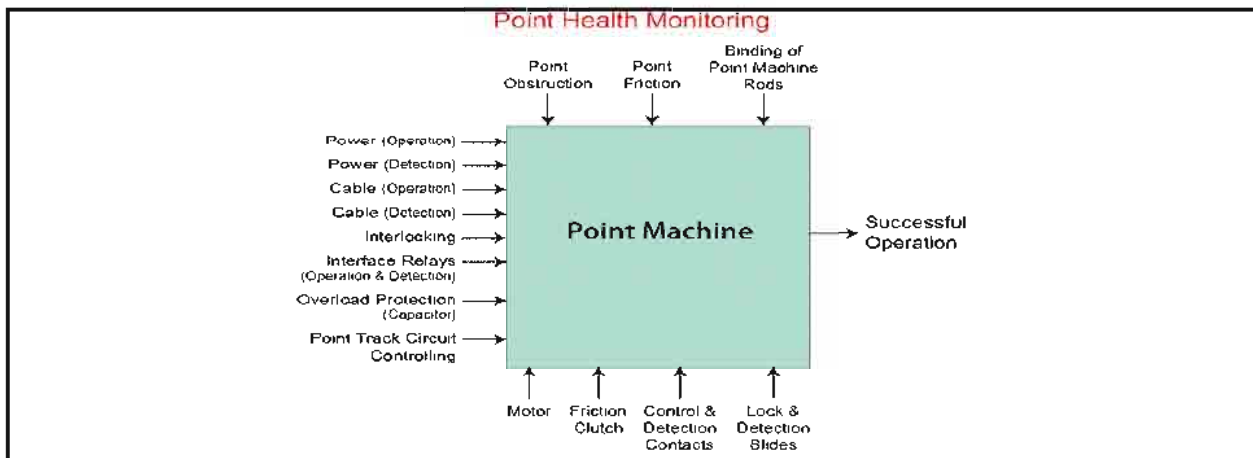 Point Health Monitoring
Point
Obstruction
Point
Friction
Binding of
Point Machine
Rods
Power (Operation)
Power (Detection)
Cable (Operation)
Cable (Detection)
Interlocking
Interface Relays
(Operation & Detection)
Overload Protection
(Capacitor)
Point Track Circuit
Controlling
Point Machine
Successful
Operation
Motor
Friction
Clutch
Control &
Detection
Contacts
Lock &
Detection
Slides